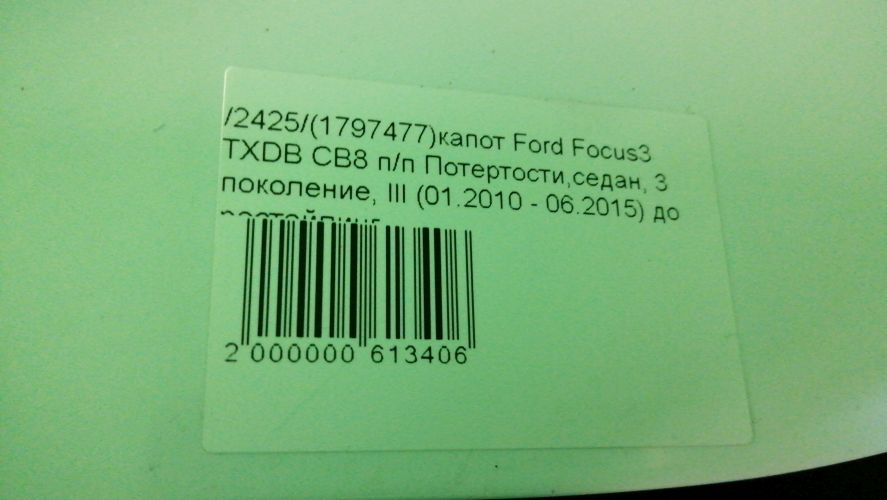 /2425/(1797477)капот Ford Focus3
TXDB CB8 п/п Потертости,седан, 3
поколение, III (01.2010 - 06.2015) до
2 000000 613406